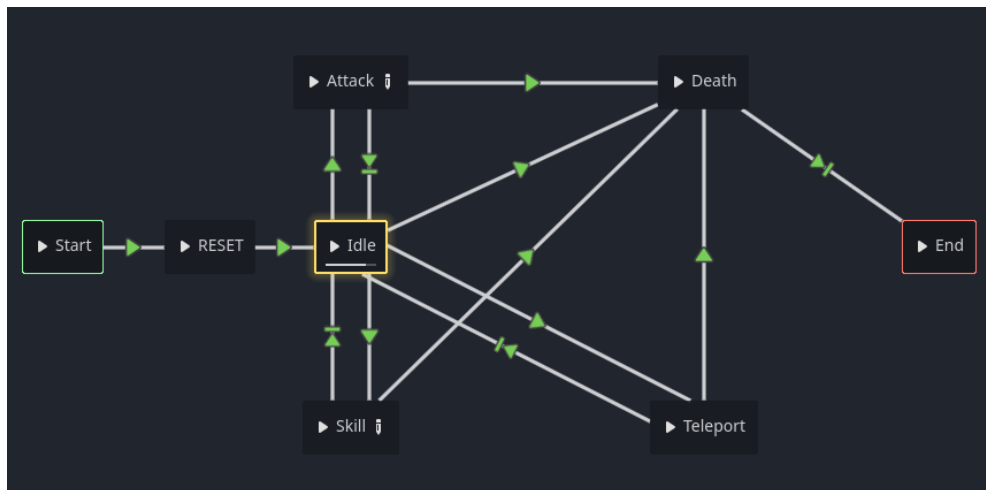 Attack
Death
Start
RESET
Idle
End
Skill
Teleport